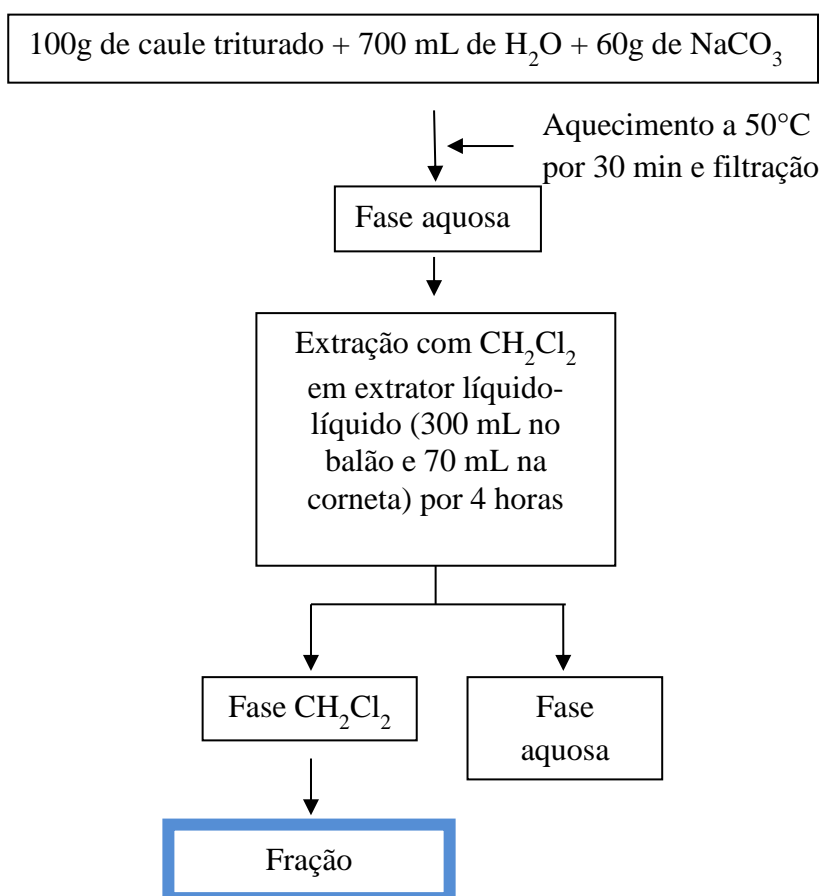 100g de caule triturado + 700 mL de H₂O + 60g de NaCO₃
Aquecimento a 50°C
por 30 min e filtração
Fase aquosa
Extração com CH₂Cl₂
em extrator líquido-
líquido (300 mL no
balão e 70 mL na
corneta) por 4 horas
Fase CH₂Cl₂
Fase
aquosa
Fração